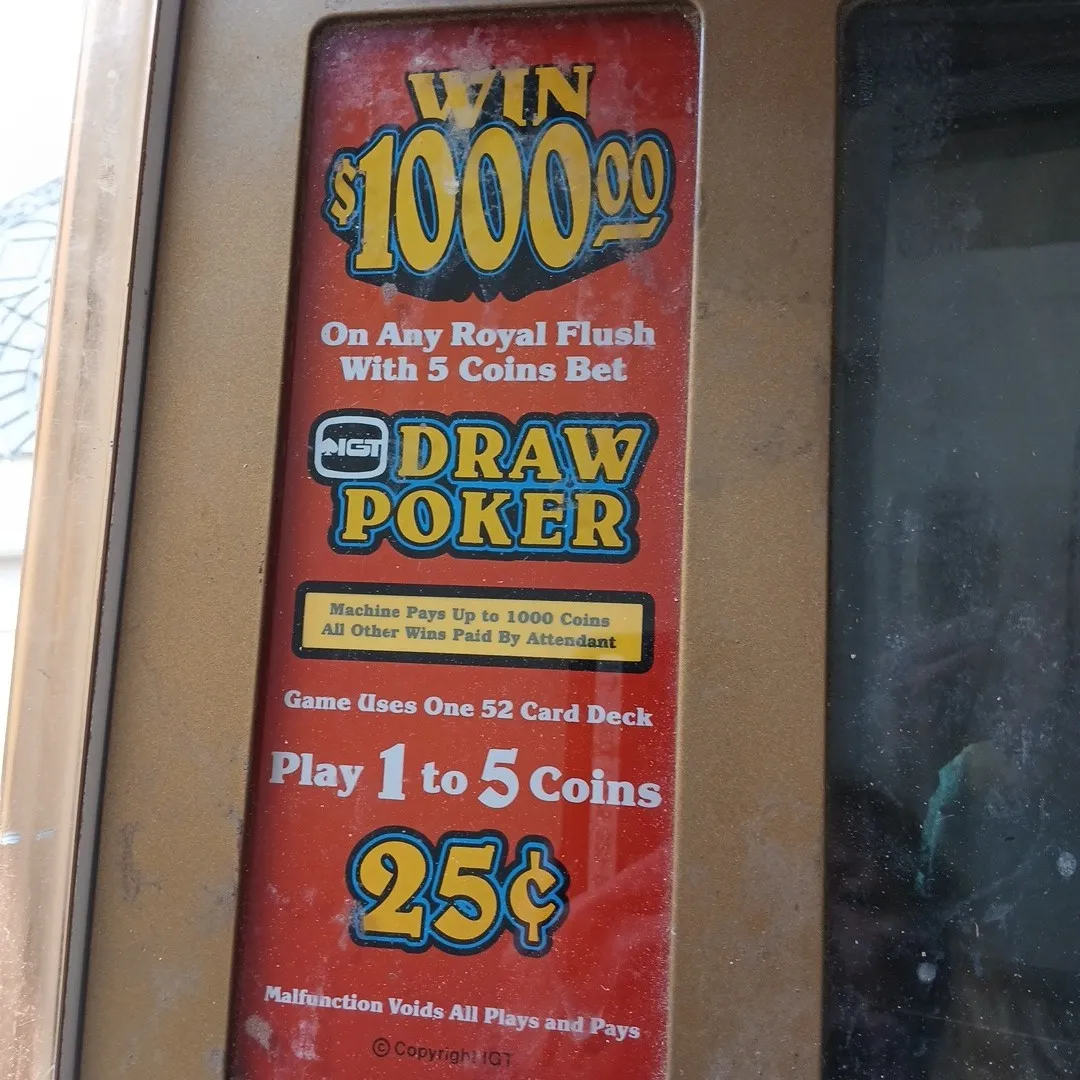 WIN
$1000.00
On Any Royal Flush
With 5 Coins Bet
IGT DRAW
POKER
Machine Pays Up to 1000 Coins
All Other Wins Paid By Attendant
Game Uses One 52 Card Deck
Play 1 to 5 Coins
25¢
Malfunction Voids All Plays and Pays
© Copyright IGT